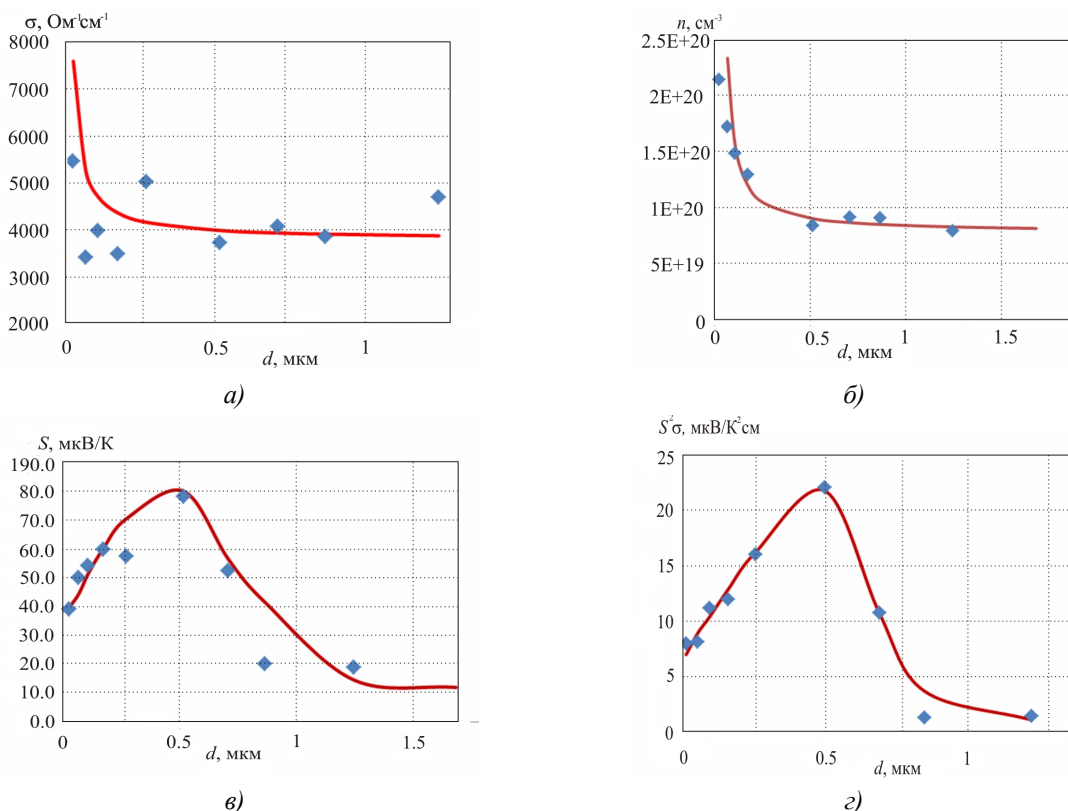 σ, Ом⁻¹см⁻¹
8000
7000
6000
5000
4000
3000
2000
0
0.5
1
d, мкм
а)
n, см⁻³
2.5E+20
2E+20
1.5E+20
1E+20
5E+19
0
0
0.5
1
1.5
d, мкм
б)
S, мкВ/К
190.0
80.0
70.0
60.0
50.0
40.0
30.0
20.0
10.0
0.0
0
0.5
1
1.5
d, мкм
в)
S²σ, мкВ/К²см
25
20
15
10
5
0
0
0.5
1
d, мкм
г)